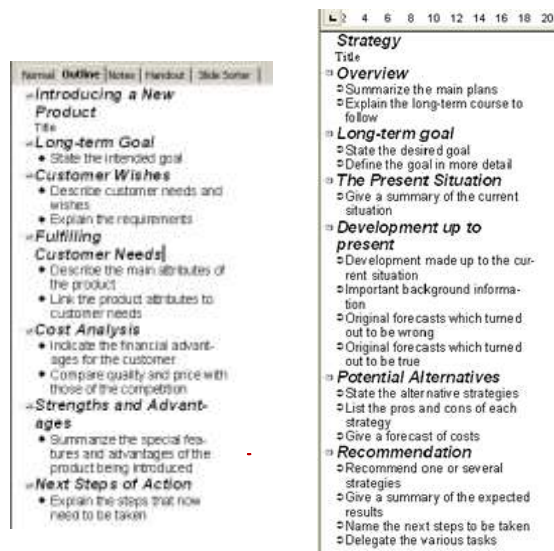 Normal Outline Notes Handout Slide Sorter
Introducing a New
Product
Title
Long-term Goal
State the intended goal
Customer Wishes
Describe customer needs and
wishes
Explain the requirements
Fulfilling
Customer Needs
Describe the main attributes of
the product
Link the product attributes to
customer needs
Cost Analysis
Indicate the financial advant-
ages for the customer
Compare quality and price with
those of the competition
Strengths and Advant-
ages
Summarize the special fea-
tures and advantages of the
product being introduced
Next Steps of Action
Explain the steps that now
need to be taken
2 4 6 8 10 12 14 16 18 20
Strategy
Title
Overview
Summarize the main plans
Explain the long-term course to
follow
Long-term goal
State the desired goal
Define the goal in more detail
The Present Situation
Give a summary of the current
situation
Development up to
present
Development made up to the cur-
rent situation
Important background informa-
tion
Original forecasts which turned
out to be wrong
Original forecasts which turned
out to be true
Potential Alternatives
State the alternative strategies
List the pros and cons of each
strategy
Give a forecast of costs
Recommendation
Recommend one or several
strategies
Give a summary of the expected
results
Name the next steps to be taken
Delegate the various tasks